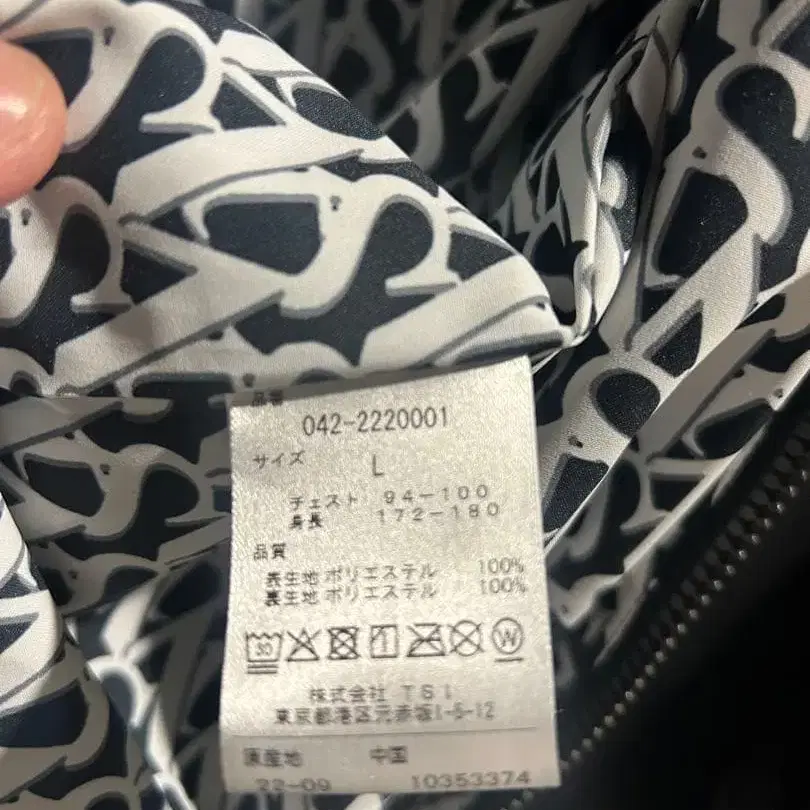 品番
042-2220001
サイズ L
チェスト 94-100
身長 172-180
品質
表生地 ポリエステル 100%
裏生地 ポリエステル 100%
30 W
株式会社 TSI
東京都港区元赤坂1-5-12
原産地 中国
22-09 10353374